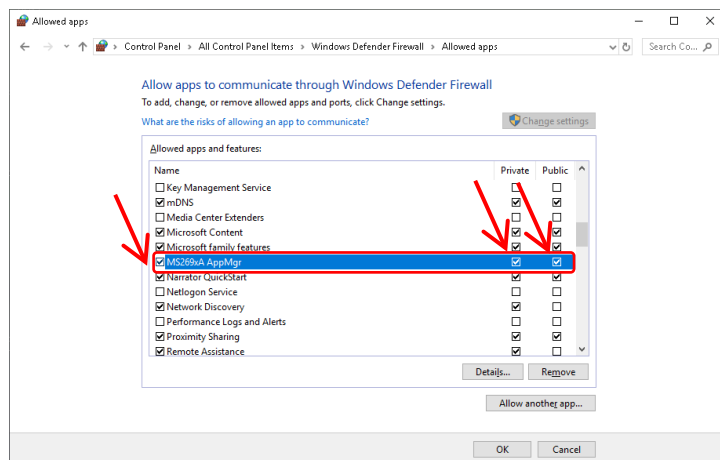 Allowed apps
Control Panel > All Control Panel Items > Windows Defender Firewall > Allowed apps
Search Co...
Allow apps to communicate through Windows Defender Firewall
To add, change, or remove allowed apps and ports, click Change settings.
What are the risks of allowing an app to communicate?
Change settings
Allowed apps and features:
Name Private Public
Key Management Service
mDNS
Media Center Extenders
Microsoft Content
Microsoft family features
MS269xA AppMgr
Narrator QuickStart
Netlogon Service
Network Discovery
Performance Logs and Alerts
Proximity Sharing
Remote Assistance
Details... Remove
Allow another app...
OK Cancel